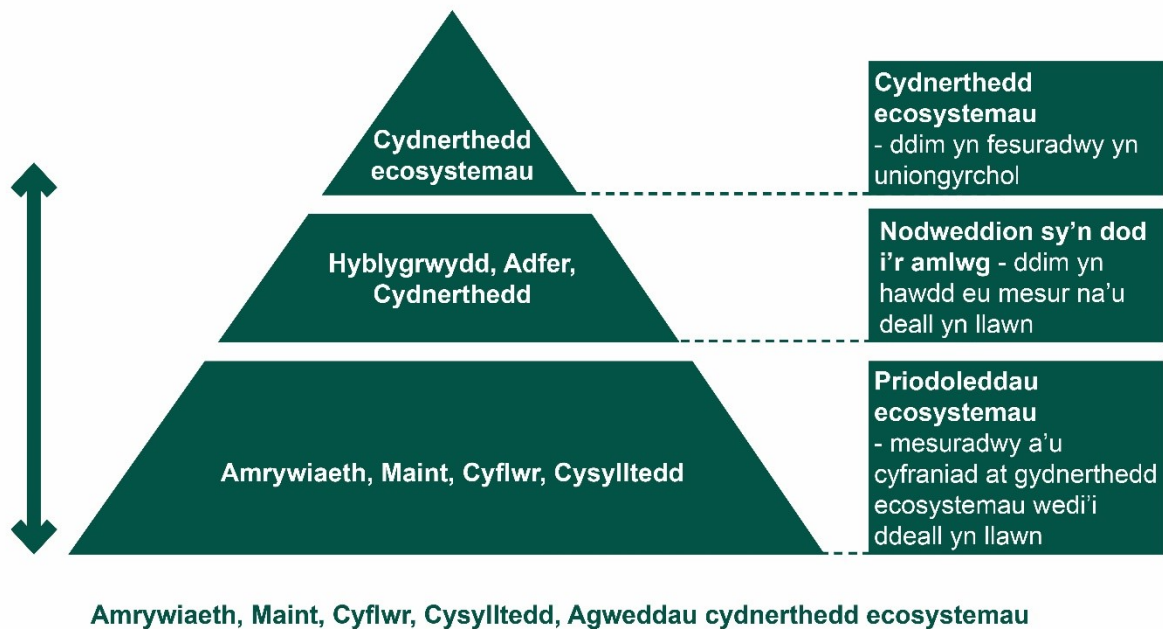 Cydnerthedd
ecosystemau
Cydnerthedd
ecosystemau
- ddim yn fesuradwy yn
uniongyrchol
Hyblygrwydd, Adfer,
Cydnerthedd
Nodweddion sy’n dod
i’r amlwg - ddim yn
hawdd eu mesur na’u
deall yn llawn
Amrywiaeth, Maint, Cyflwr, Cysylltedd
Priodoleddau
ecosystemau
- mesuradwy a’u
cyfraniad at gydnerthedd
ecosystemau wedi’i
ddeall yn llawn
Amrywiaeth, Maint, Cyflwr, Cysylltedd, Agweddau cydnerthedd ecosystemau